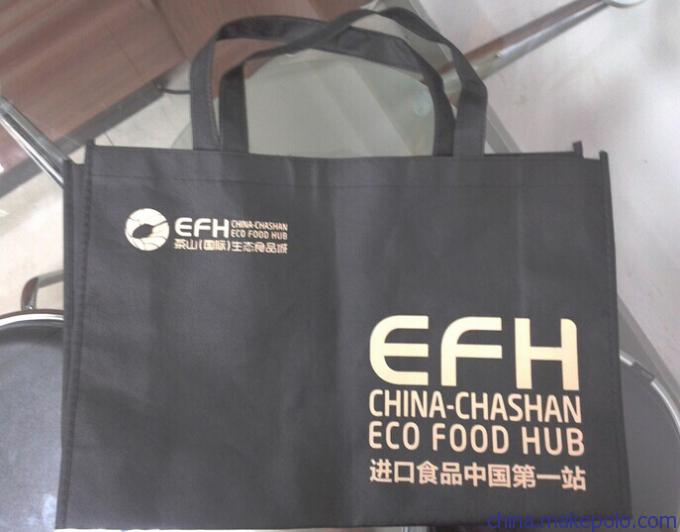 EFH CHINA-CHASHAN
ECO FOOD HUB
茶山(国际)生态食品城
EFH
CHINA-CHASHAN
ECO FOOD HUB
进口食品中国第一站
china.makepolo.com